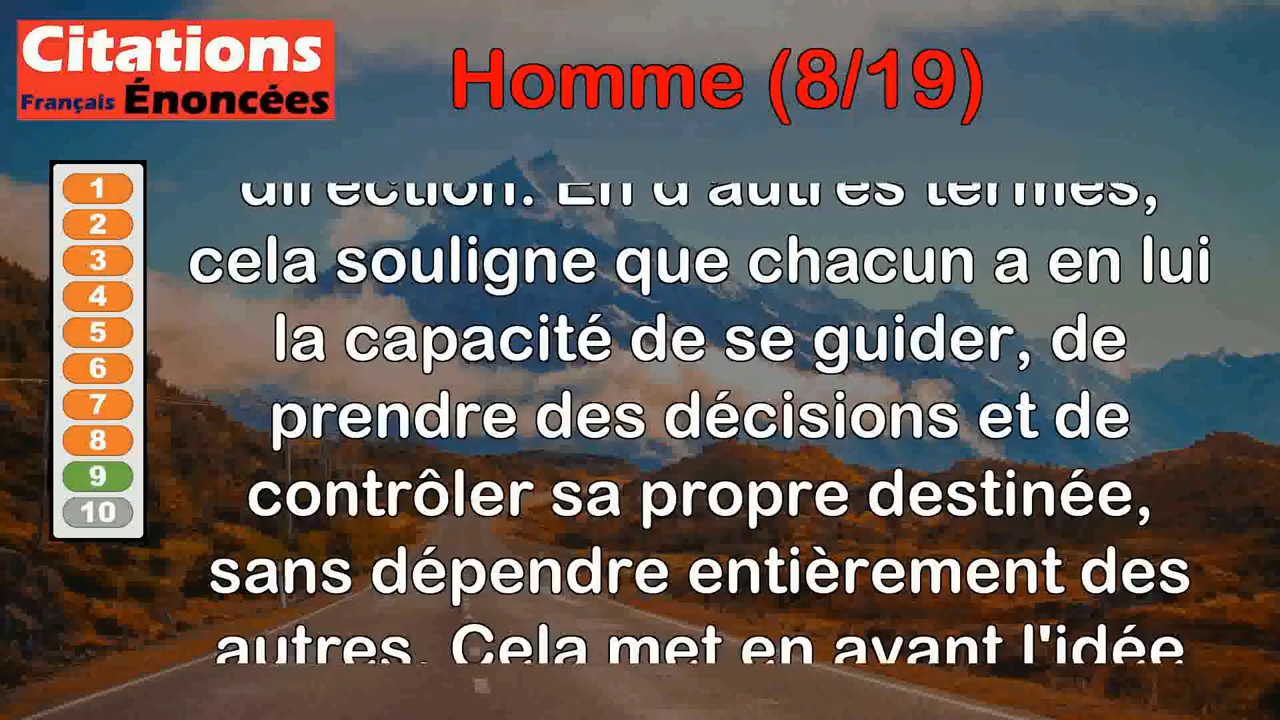 Citations
Français Énoncées
Homme (8/19)
1
2
3
4
5
6
7
8
9
10
direction. En d'autres termes,
cela souligne que chacun a en lui
la capacité de se guider, de
prendre des décisions et de
contrôler sa propre destinée,
sans dépendre entièrement des
autres. Cela met en avant l'idée